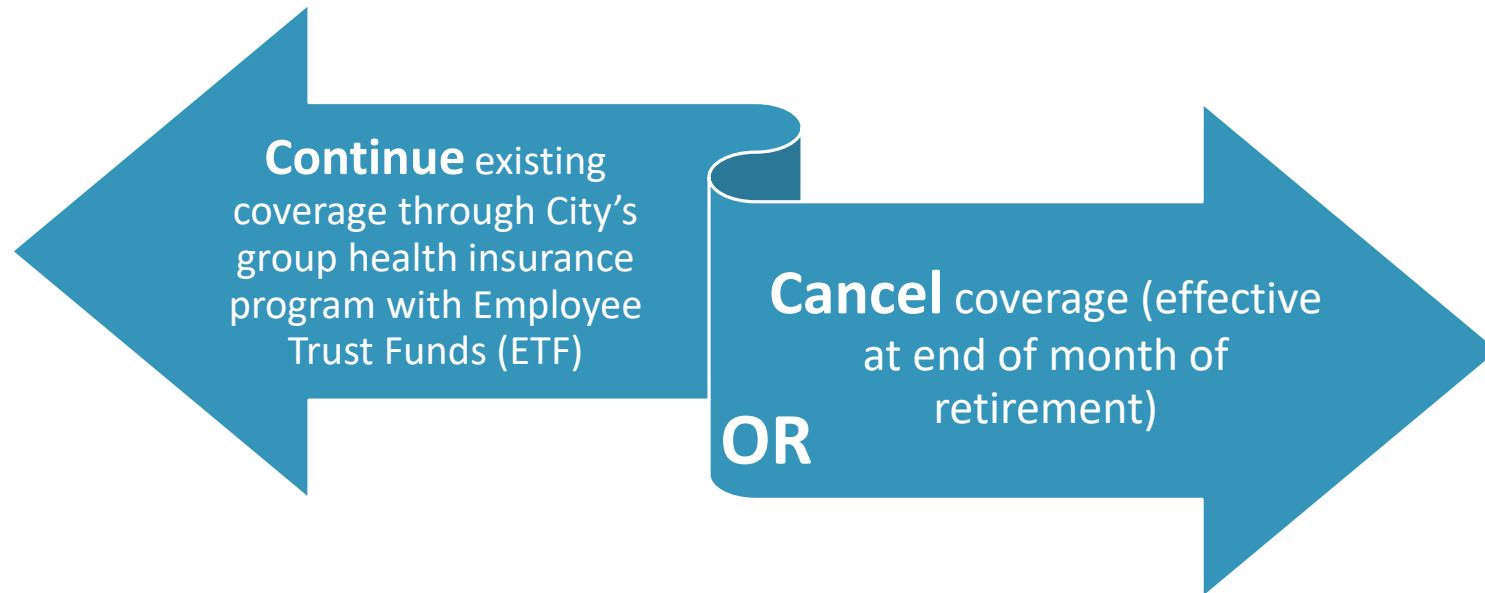 Continue existing
coverage through City’s
group health insurance
program with Employee
Trust Funds (ETF)
OR
Cancel coverage (effective
at end of month of
retirement)